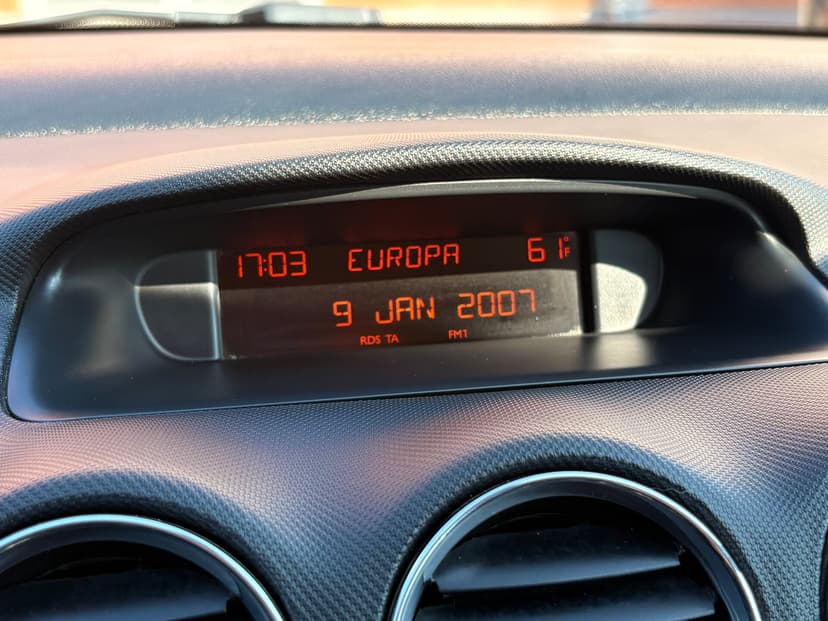 17:03 EUROPA 61°F
9 JAN 2007
RDS TA FM1